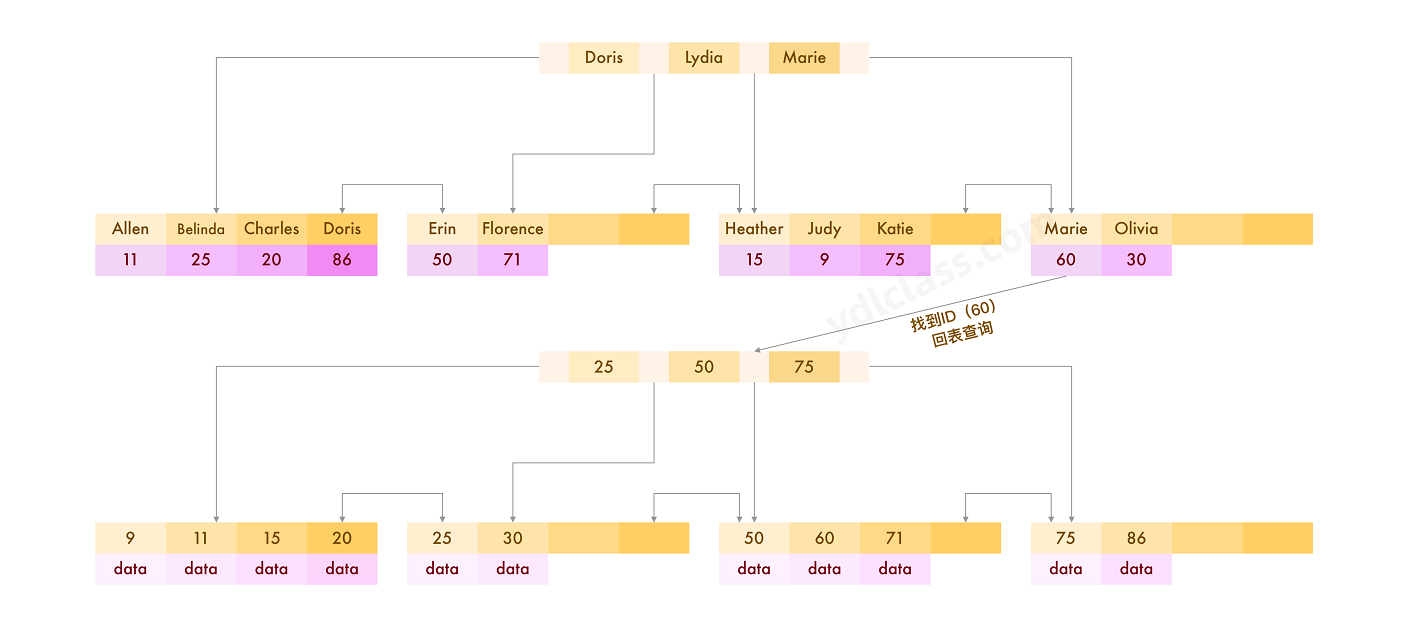 Doris Lydia Marie
Allen Belinda Charles Doris Erin Florence Heather Judy Katie Marie Olivia
11 25 20 86 50 71 15 9 75 60 30
ydlclass.com
找到ID（60）
回表查询
25 50 75
9 11 15 20 25 30 50 60 71 75 86
data data data data data data data data data data data